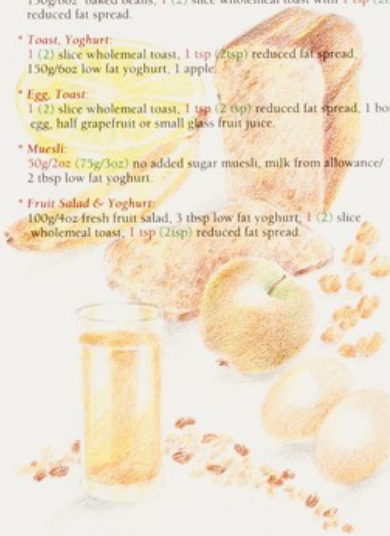 150g/6oz baked beans, 1 (2) slice wholemeal toast with 1 tsp
reduced fat spread.
* Toast, Yoghurt:
1 (2) slice wholemeal toast, 1 tsp (2tsp) reduced fat spread,
150g/6oz low fat yoghurt, 1 apple.
* Egg, Toast:
1 (2) slice wholemeal toast, 1 tsp (2 tsp) reduced fat spread, 1
egg, half grapefruit or small glass fruit juice.
* Muesli:
50g/2oz (75g/3oz) no added sugar muesli, milk from allowance/
2 tbsp low fat yoghurt.
* Fruit Salad & Yoghurt:
100g/4oz fresh fruit salad, 3 tbsp low fat yoghurt, 1 (2) slice
wholemeal toast, 1 tsp (2tsp) reduced fat spread.